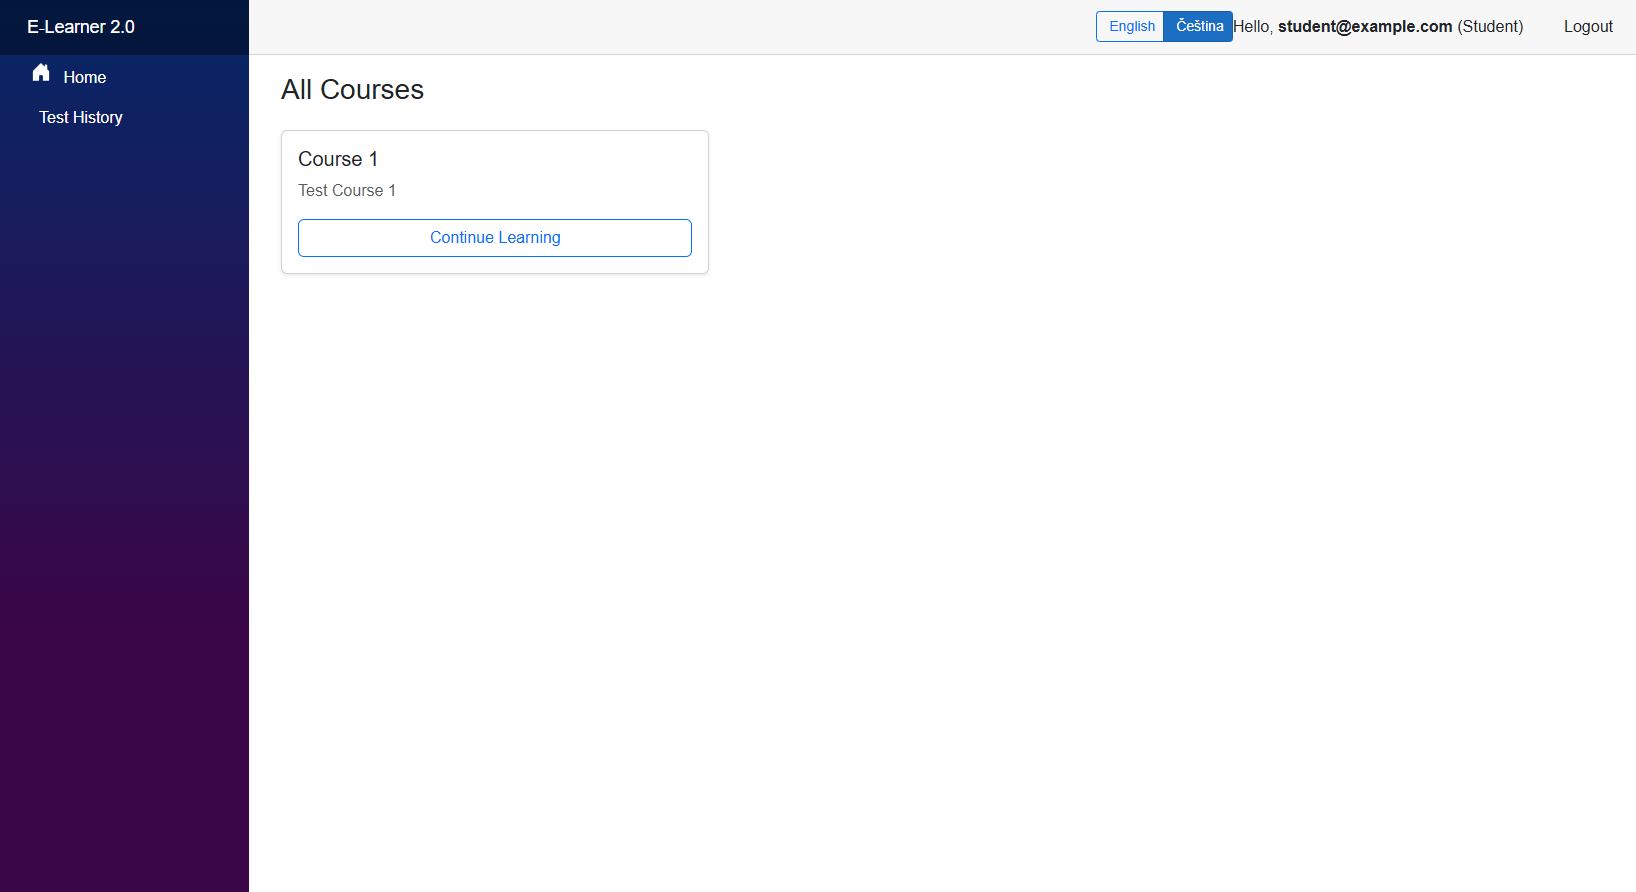 E-Learner 2.0
English Čeština Hello, student@example.com (Student) Logout
Home
Test History
All Courses
Course 1
Test Course 1
Continue Learning